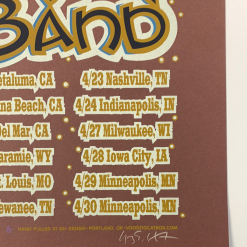 BAND
etaluma, CA 4/23 Nashville, TN
na Beach, CA 4/24 Indianapolis, IN
Del Mar, CA 4/27 Milwaukee, WI
aramie, WY 4/28 Iowa City, IA
. Louis, MO 4/29 Minneapolis, MN
ewanee, TN 4/30 Minneapolis, MN